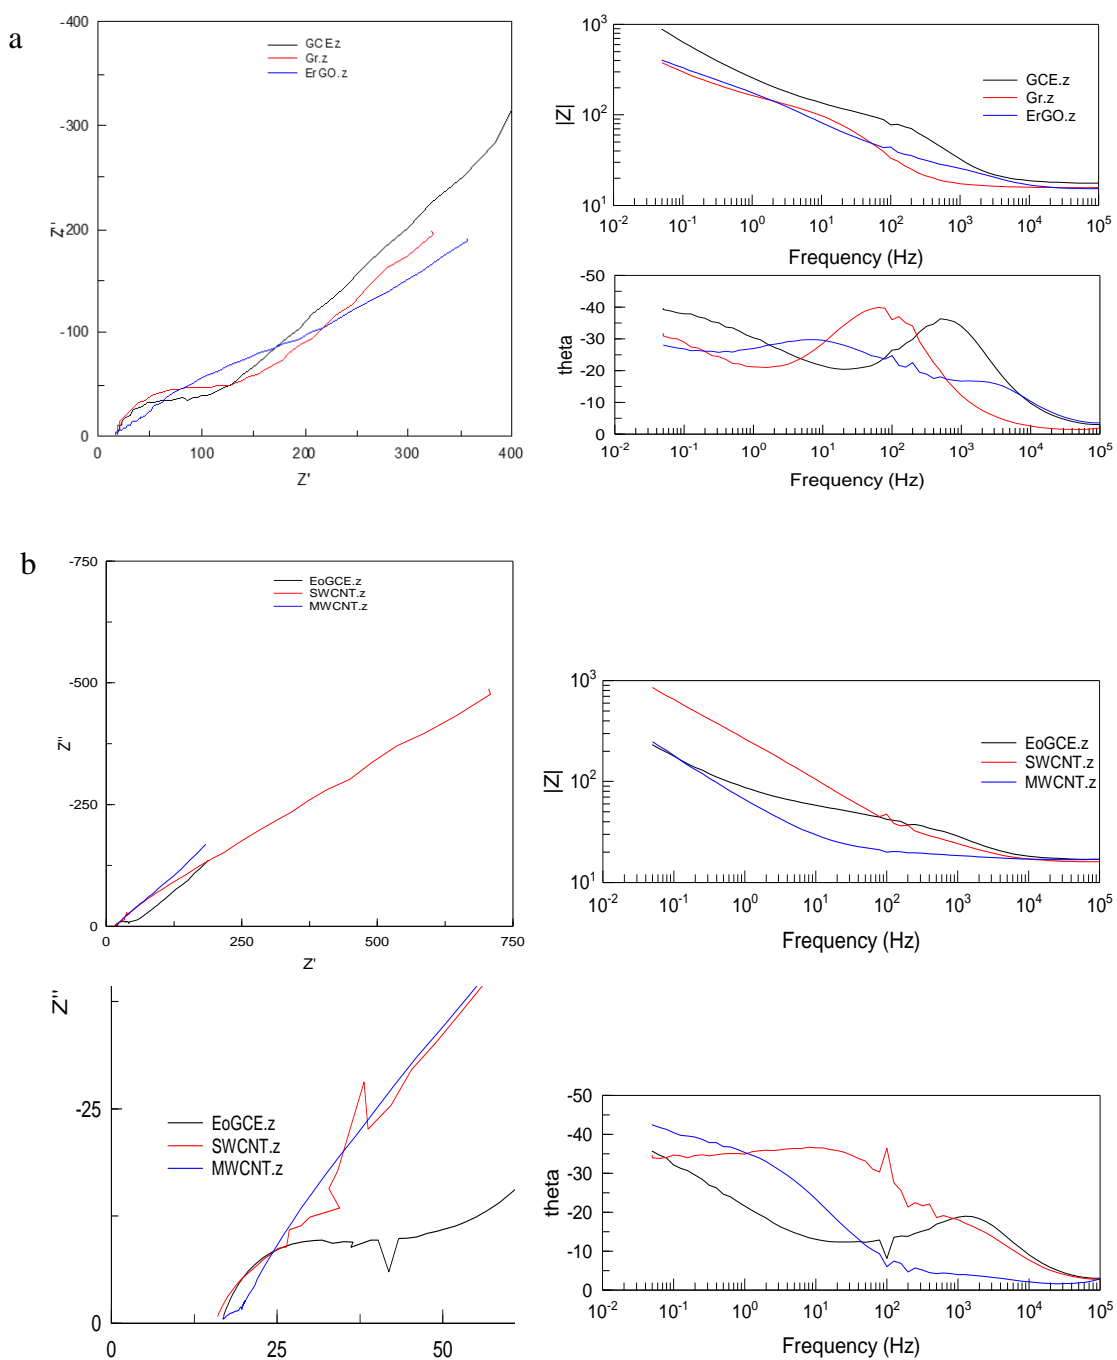 a
-400
-300
-200
-100
0
Z''
GCE.z
Gr.z
ErGO.z
0 100 200 300 400
Z'
10³
10²
10¹
|Z|
GCE.z
Gr.z
ErGO.z
10⁻² 10⁻¹ 10⁰ 10¹ 10² 10³ 10⁴ 10⁵
Frequency (Hz)
-50
-40
-30
-20
-10
0
theta
10⁻² 10⁻¹ 10⁰ 10¹ 10² 10³ 10⁴ 10⁵
Frequency (Hz)
b
-750
-500
-250
0
Z''
EoGCE.z
SWCNT.z
MWCNT.z
0 250 500 750
Z'
10³
10²
10¹
|Z|
EoGCE.z
SWCNT.z
MWCNT.z
10⁻² 10⁻¹ 10⁰ 10¹ 10² 10³ 10⁴ 10⁵
Frequency (Hz)
Z''
-25
0
EoGCE.z
SWCNT.z
MWCNT.z
0 25 50
-50
-40
-30
-20
-10
0
theta
10⁻² 10⁻¹ 10⁰ 10¹ 10² 10³ 10⁴ 10⁵
Frequency (Hz)